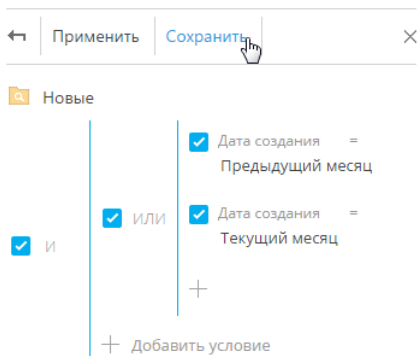 Применить Сохранить
Новые
Дата создания =
Предыдущий месяц
ИЛИ
Дата создания =
Текущий месяц
И
Добавить условие